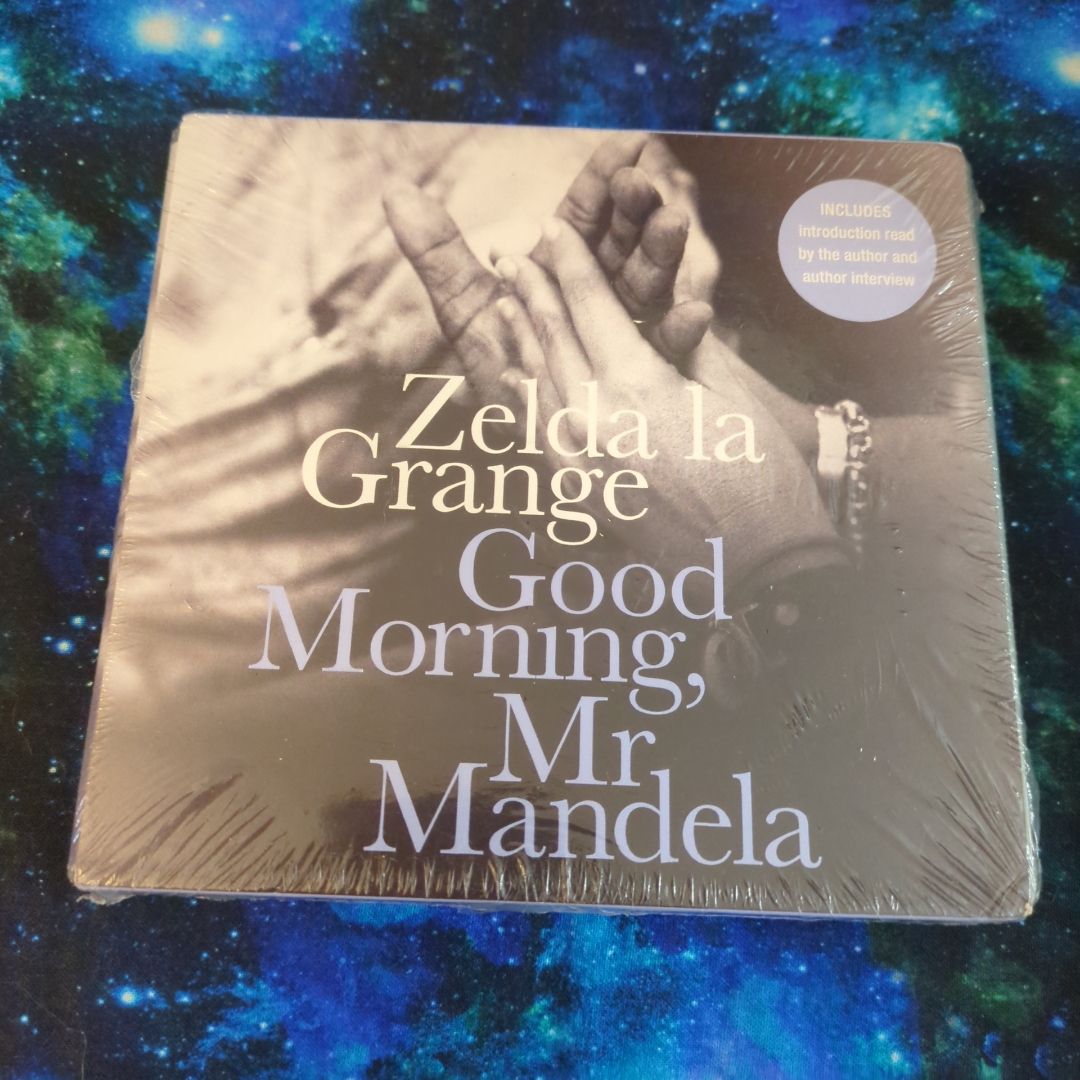 INCLUDES
introduction read
by the author and
author interview
Zelda la
Grange
Good
Morning,
Mr
Mandela